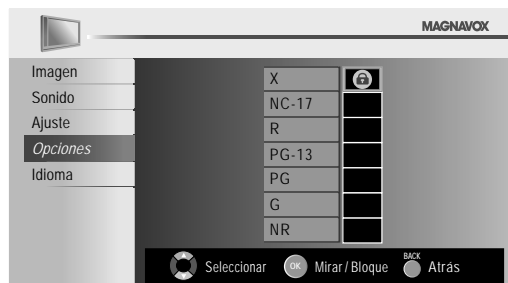 MAGNAVOX
Imagen
Sonido
Ajuste
Opciones
Idioma
X
NC-17
R
PG-13
PG
G
NR
Seleccionar OK Mirar / Bloque BACK Atrás